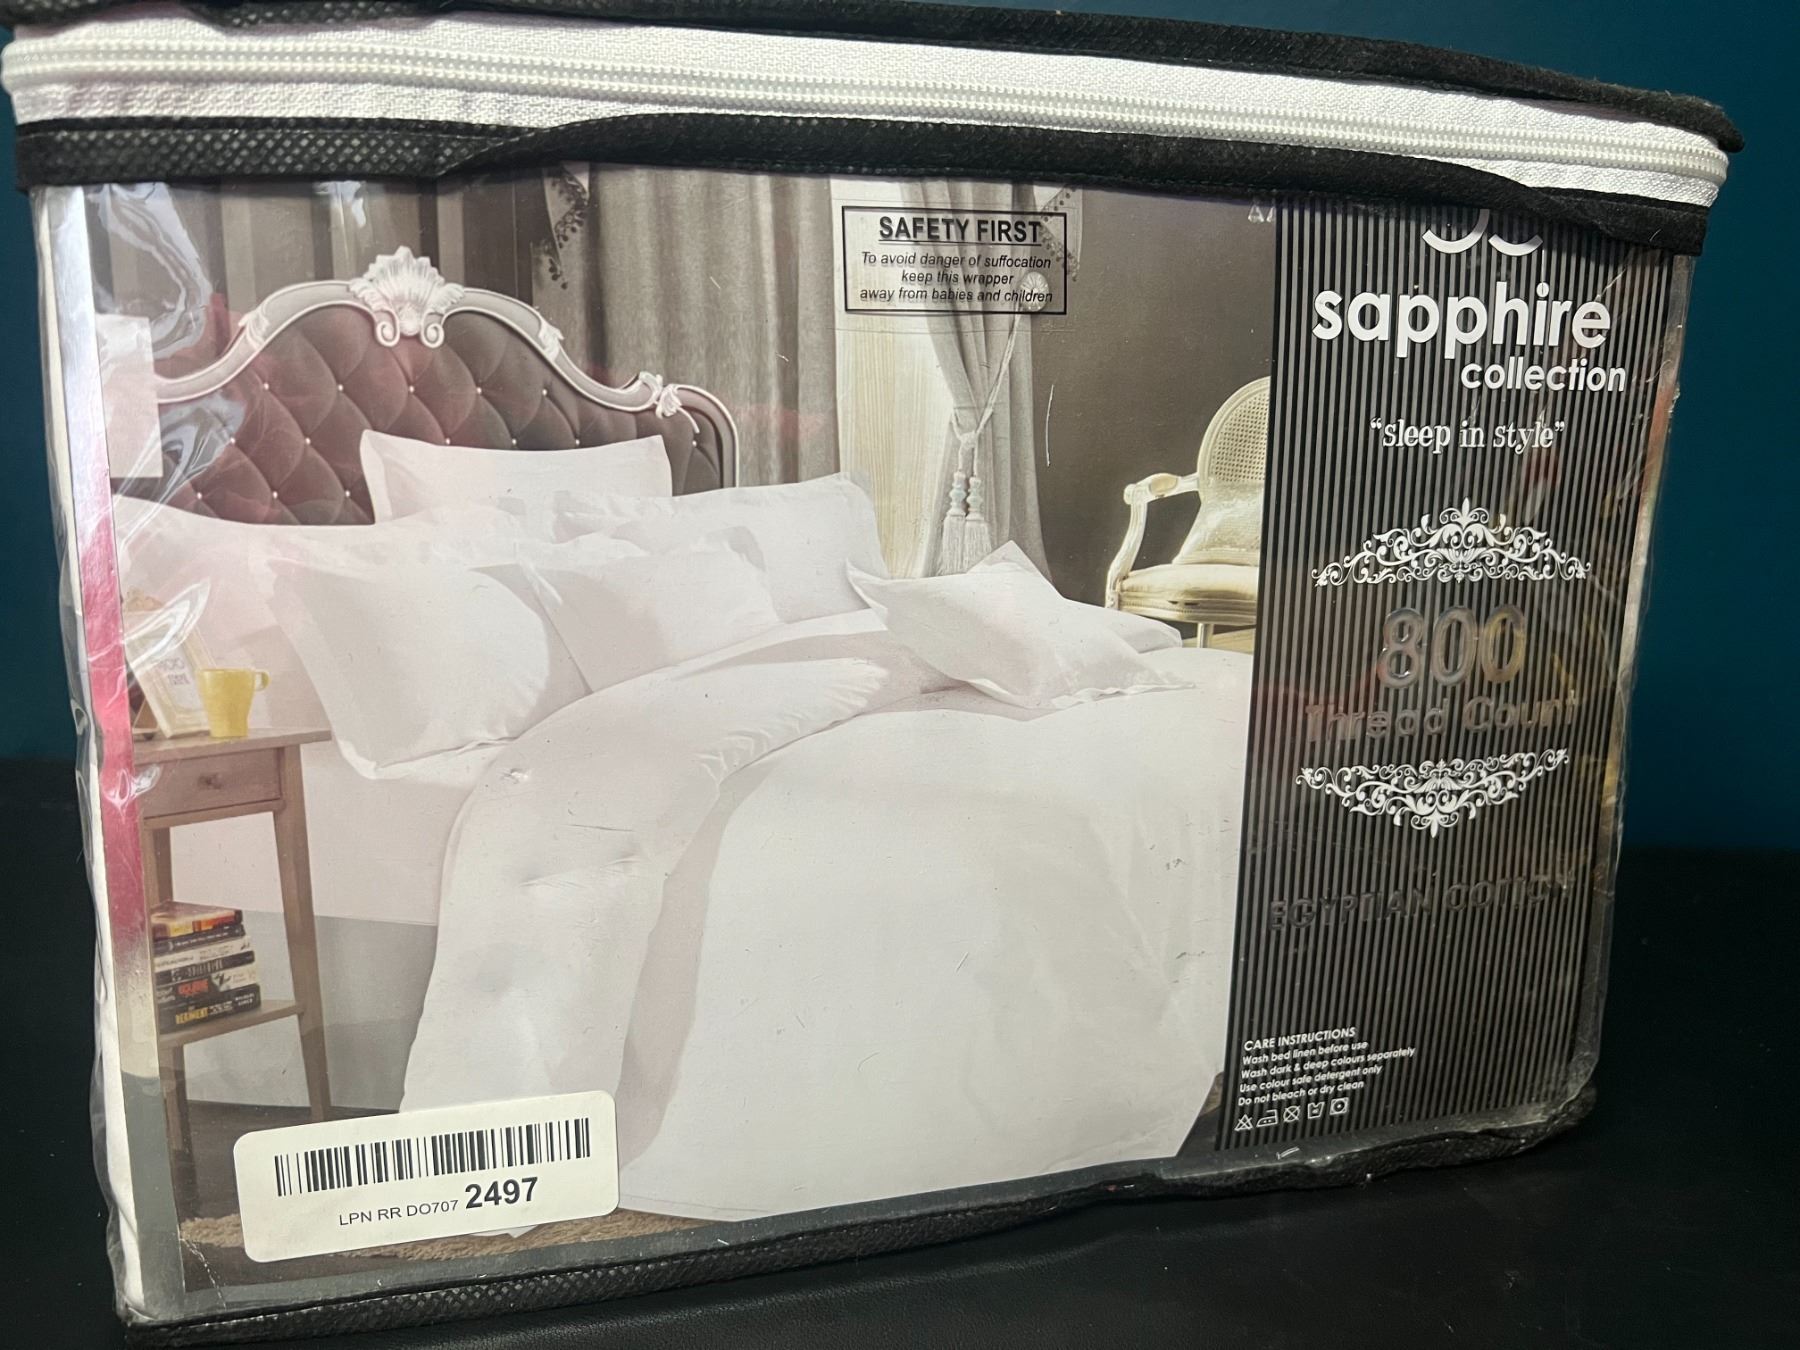 SAFETY FIRST
To avoid danger of suffocation
keep this wrapper
away from babies and children
sapphire
collection
“sleep in style”
800
Thread Count
EGYPTIAN COTTON
CARE INSTRUCTIONS
Wash bed linen before use
Wash dark & deep colours separately
Use colour safe detergent only
Do not bleach or dry clean
LPN RR DO707 2497